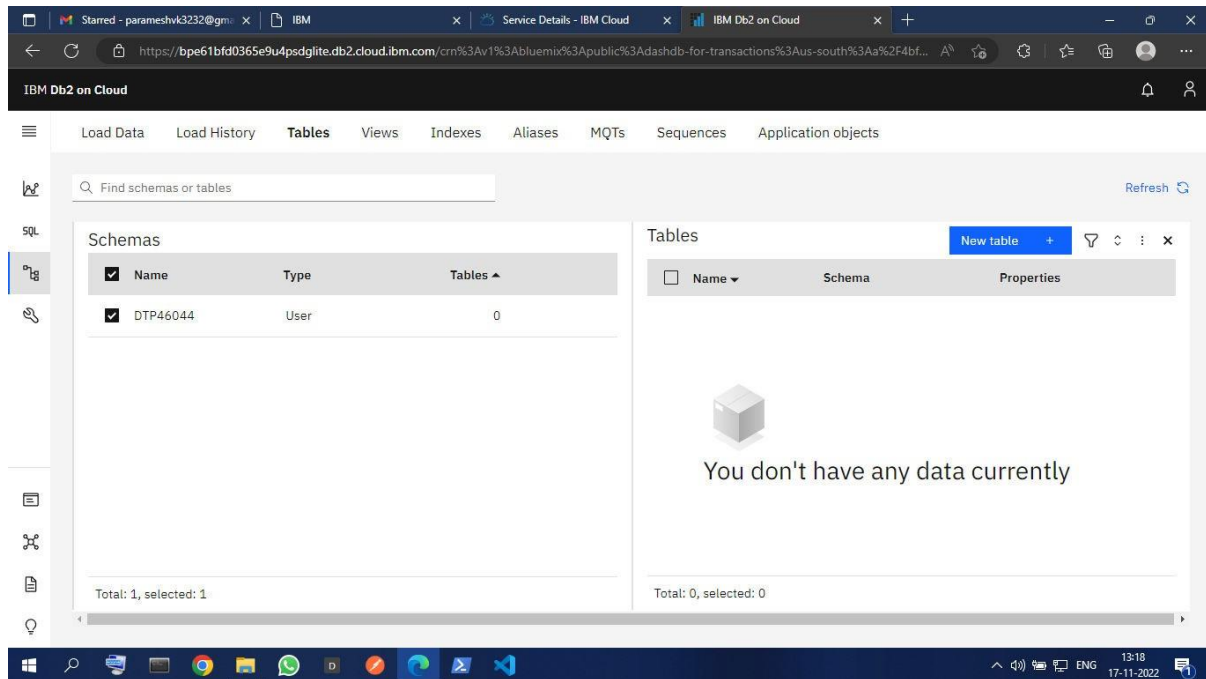 Starred - parameshvk3232@gma
IBM
Service Details - IBM Cloud
IBM Db2 on Cloud
https://bpe61bfd0365e9u4psdglite.db2.cloud.ibm.com/crn%3Av1%3Abluemix%3Apublic%3Adashdb-for-transactions%3Aus-south%3Aa%2F4bf...
IBM Db2 on Cloud
Load Data Load History Tables Views Indexes Aliases MQTs Sequences Application objects
Find schemas or tables
Refresh
SQL
Schemas
Name Type Tables
DTP46044 User 0
Total: 1, selected: 1
Tables
New table +
Name Schema Properties
You don't have any data currently
Total: 0, selected: 0
ENG
13:18
17-11-2022